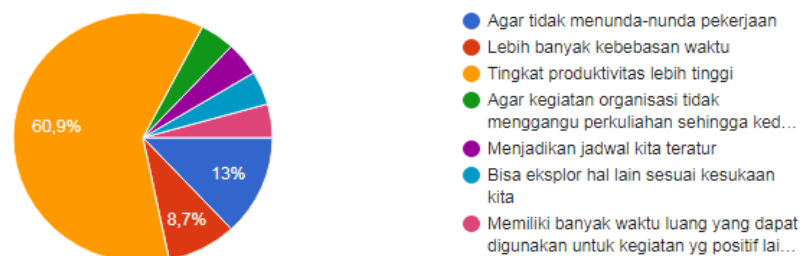 60,9%
13%
8,7%
Agar tidak menunda-nunda pekerjaan
Lebih banyak kebebasan waktu
Tingkat produktivitas lebih tinggi
Agar kegiatan organisasi tidak
menggangu perkuliahan sehingga ked…
Menjadikan jadwal kita teratur
Bisa eksplor hal lain sesuai kesukaan
kita
Memiliki banyak waktu luang yang dapat
digunakan untuk kegiatan yg positif lai…